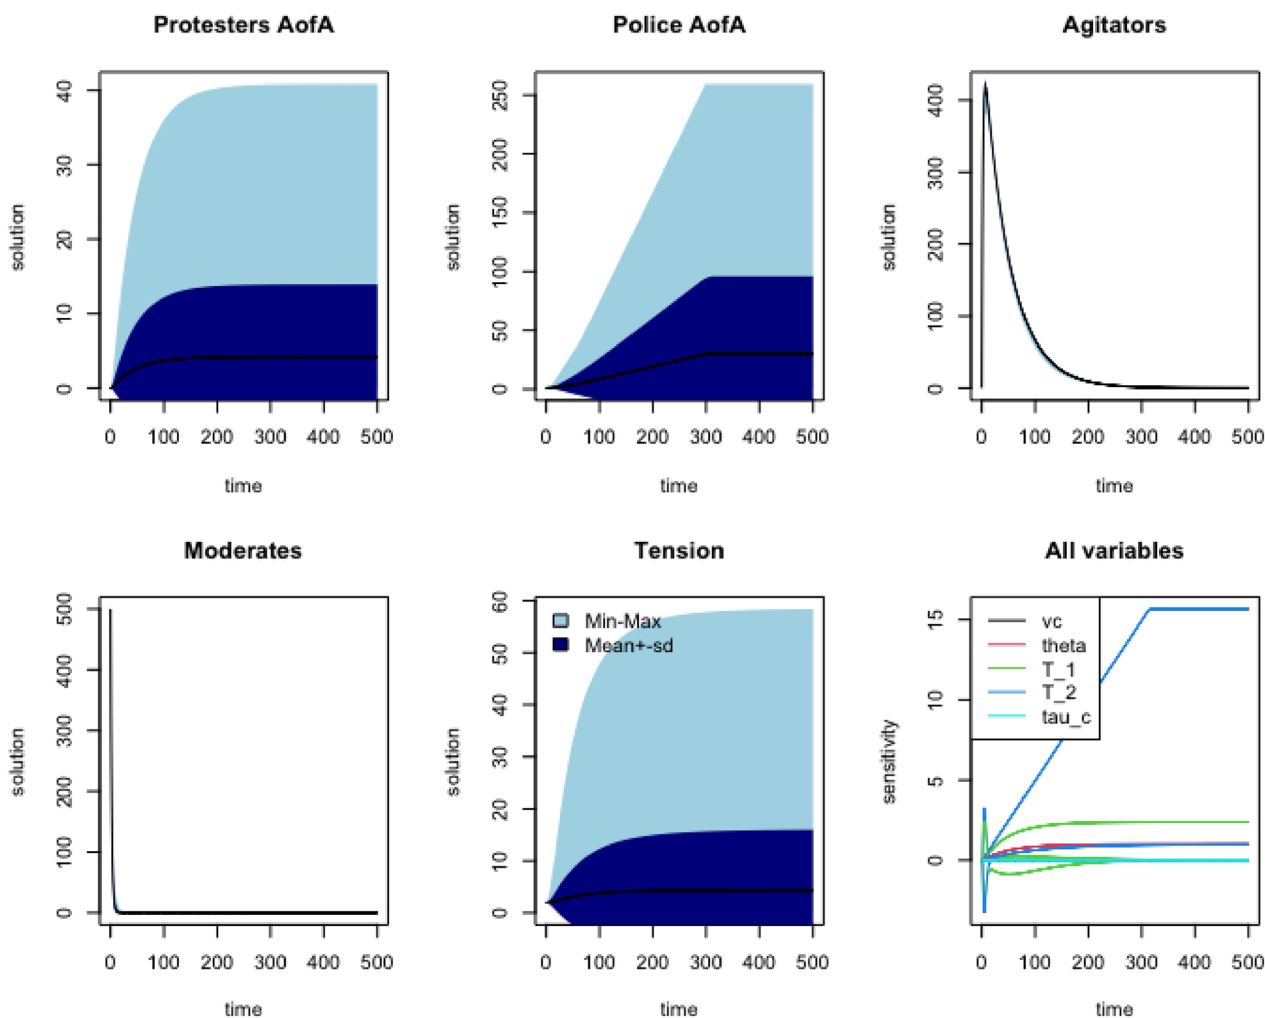 Protesters AofA
solution
40
30
20
10
0
0 100 200 300 400 500
time
Police AofA
solution
250
200
150
100
50
0
0 100 200 300 400 500
time
Agitators
solution
400
300
200
100
0
0 100 200 300 400 500
time
Moderates
solution
500
400
300
200
100
0
0 100 200 300 400 500
time
Tension
solution
60
50
40
30
20
10
0
Min-Max
Mean+-sd
0 100 200 300 400 500
time
All variables
sensitivity
15
10
5
0
vc
theta
T_1
T_2
tau_c
0 100 200 300 400 500
time